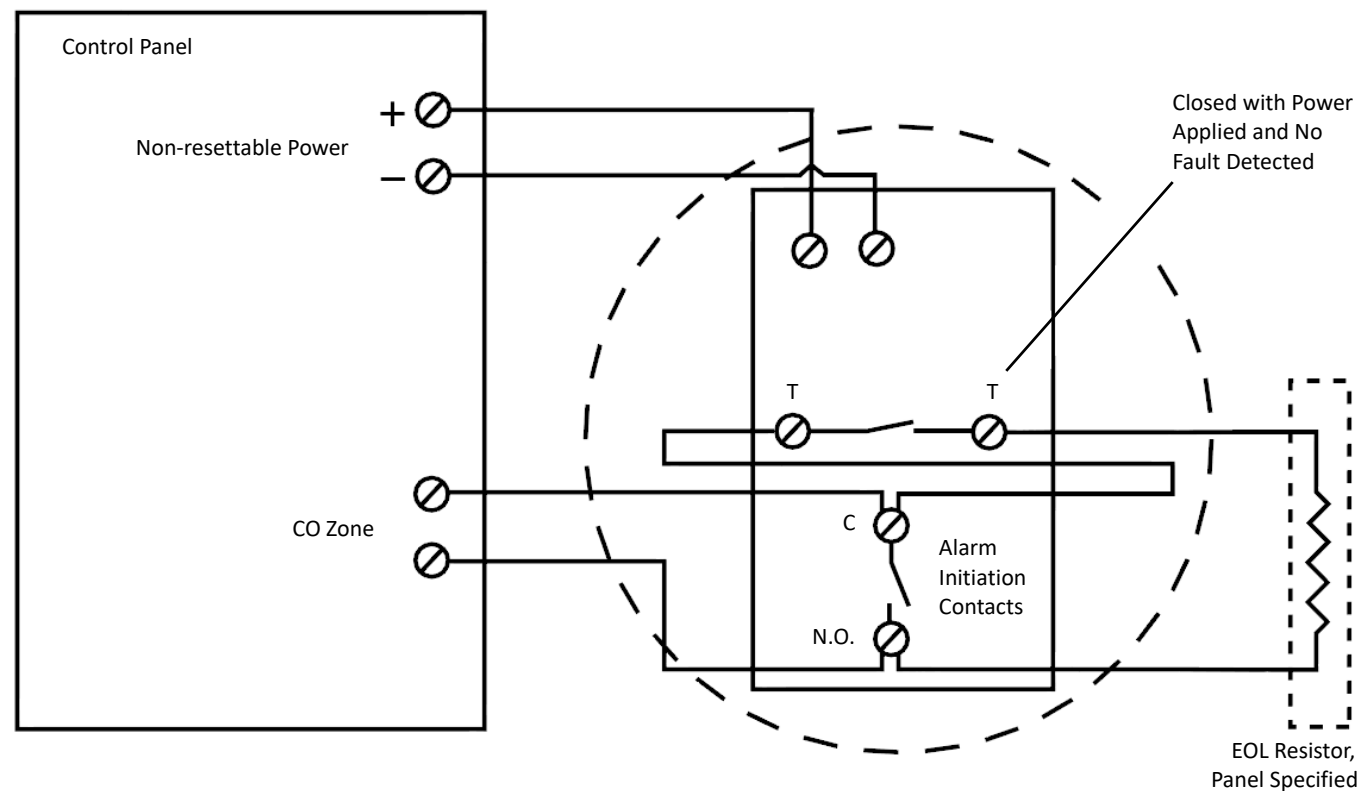 Control Panel
+
Non-resettable Power
−
Closed with Power
Applied and No
Fault Detected
T
T
CO Zone
C
Alarm
Initiation
Contacts
N.O.
EOL Resistor,
Panel Specified